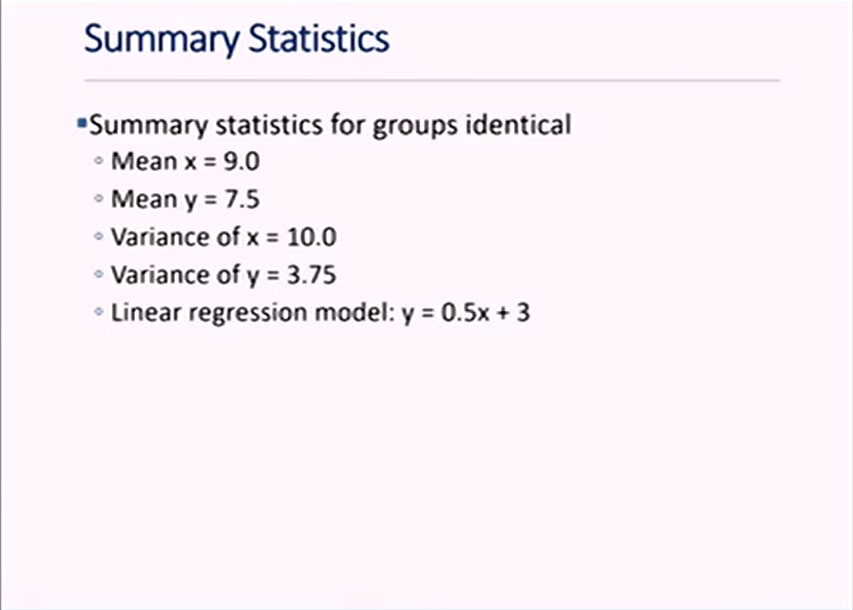 Summary Statistics
▪Summary statistics for groups identical
◦ Mean x = 9.0
◦ Mean y = 7.5
◦ Variance of x = 10.0
◦ Variance of y = 3.75
◦ Linear regression model: y = 0.5x + 3